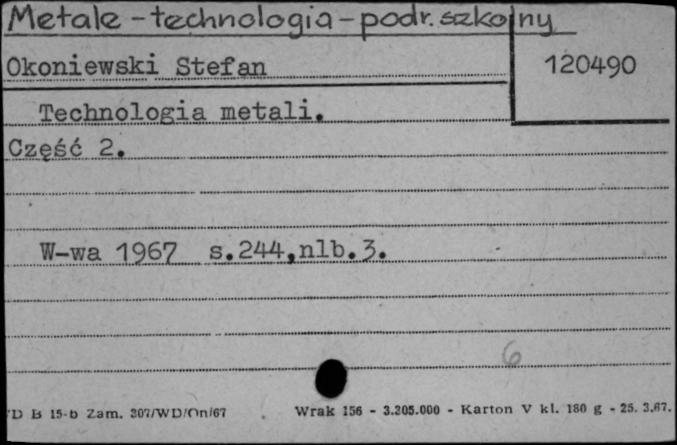 Metale - technologia - podr. szkolny
Okoniewski Stefan
120490
Technologia metali.
Część 2.
W-wa 1967 s.244,nlb.3.
6
D B 15-b Zam. 307/WD/On/67 Wrak 156 - 3.205.000 - Karton V kl. 180 g - 25. 3.67.